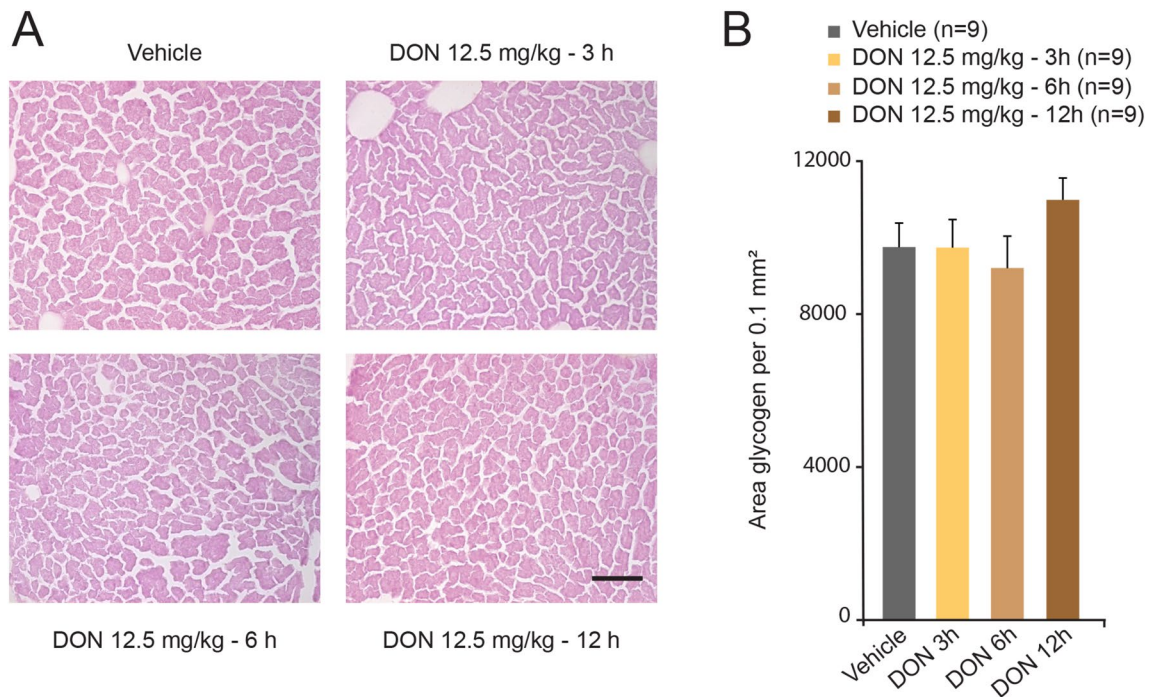 A
Vehicle
DON 12.5 mg/kg - 3 h
DON 12.5 mg/kg - 6 h
DON 12.5 mg/kg - 12 h
B
Vehicle (n=9)
DON 12.5 mg/kg - 3h (n=9)
DON 12.5 mg/kg - 6h (n=9)
DON 12.5 mg/kg - 12h (n=9)
Area glycogen per 0.1 mm²
12000
8000
4000
0
Vehicle
DON 3h
DON 6h
DON 12h